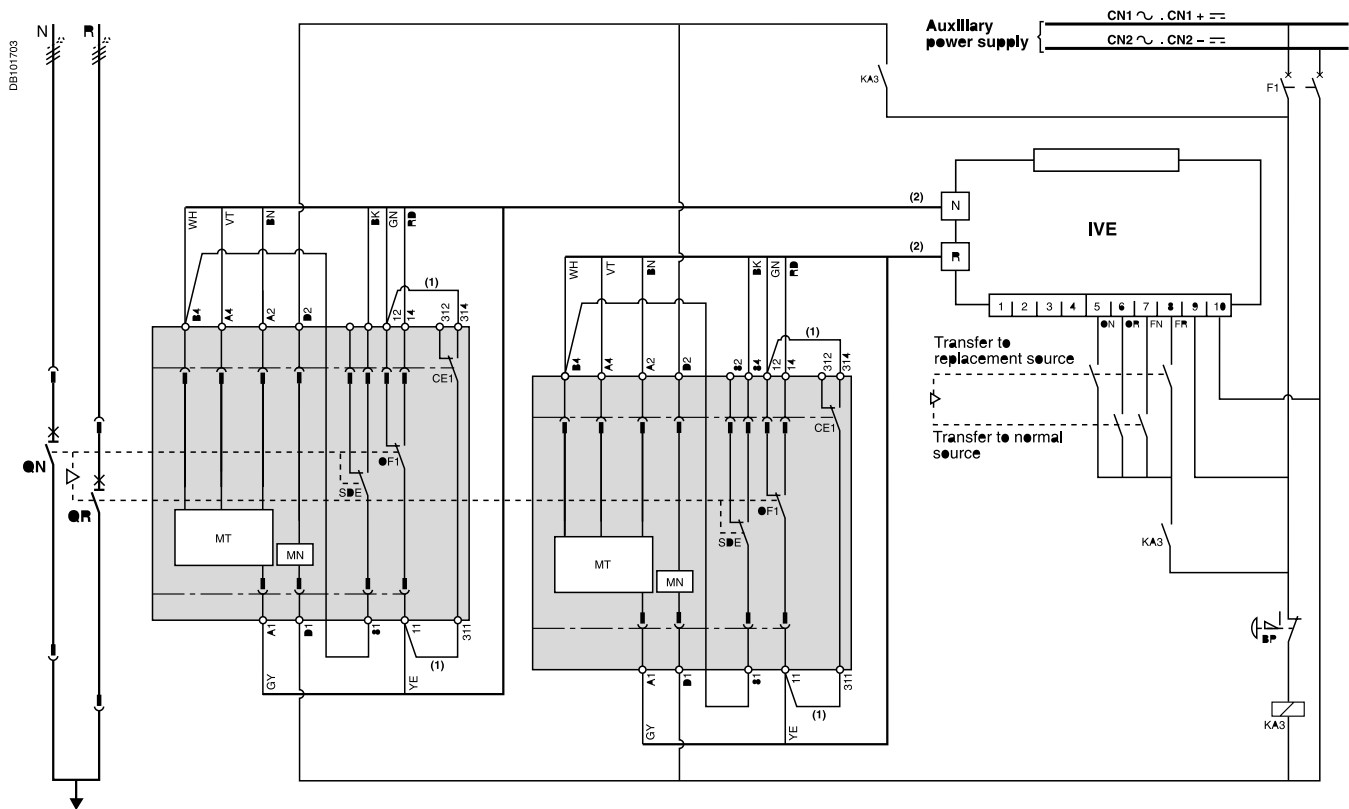 DB101703
N
R
Auxiliary
power supply
CN1 ∿ . CN1 + ⎓
CN2 ∿ . CN2 – ⎓
KA3
F1
(2)
N
(2)
R
IVE
1 2 3 4 5 6 7 8 9 10
ON OR FN FR
Transfer to
replacement source
Transfer to normal
source
KA3
BP
KA3
WH VT BN BK GN RD
(1)
B4 A4 A2 D2 12 14 312 314
CE1
OF1
SDE
MT
MN
A1 D1 81 11 311
(1)
GY YE
QN
QR
WH VT BN BK GN RD
(1)
B4 A4 A2 D2 82 84 12 14 312 314
CE1
OF1
SDE
MT
MN
A1 D1 81 11 311
(1)
GY YE